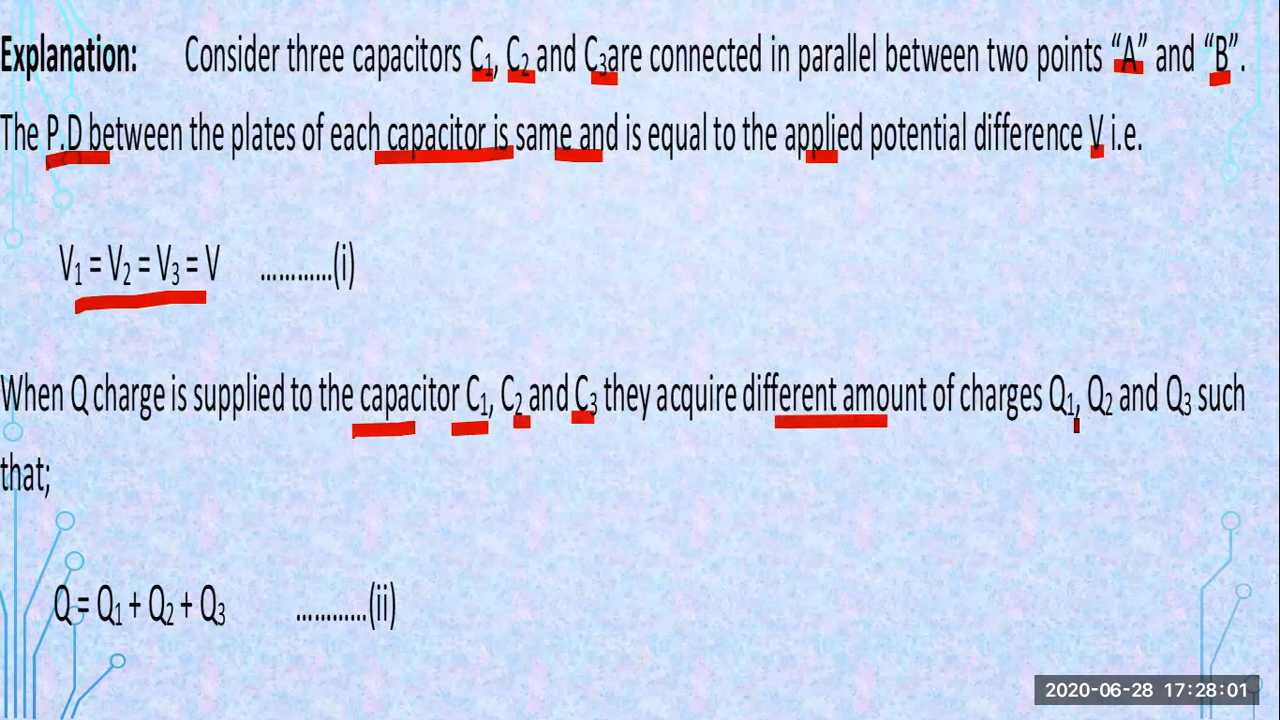 Explanation: Consider three capacitors C1, C2 and C3are connected in parallel between two points “A” and “B”.
The P.D between the plates of each capacitor is same and is equal to the applied potential difference V i.e.
V1 = V2 = V3 = V …………(i)
When Q charge is supplied to the capacitor C1, C2 and C3 they acquire different amount of charges Q1, Q2 and Q3 such
that;
Q = Q1 + Q2 + Q3 …………(ii)
2020-06-28 17:28:01